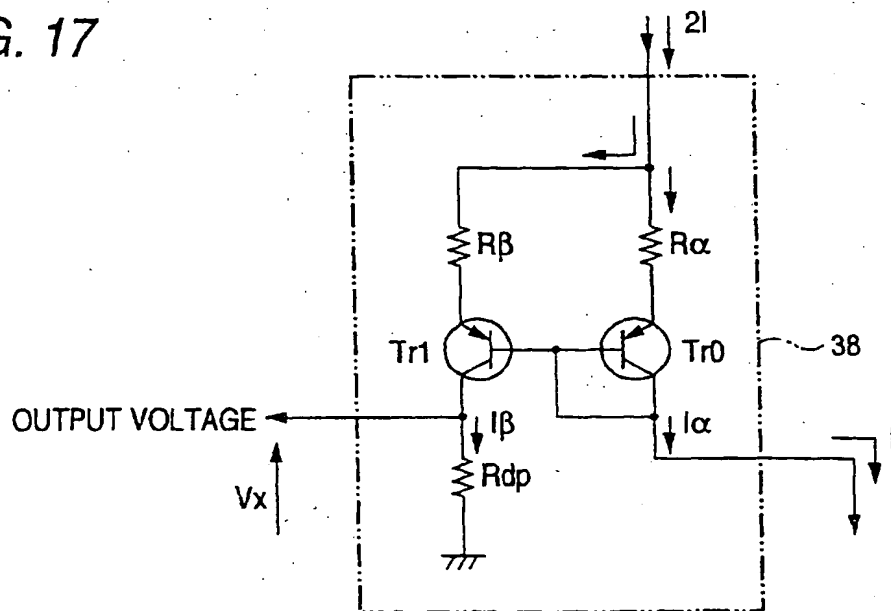 G. 17
2I
Rβ
Rα
Tr1
Tr0
38
OUTPUT VOLTAGE
Iβ
Iα
Vx
Rdp